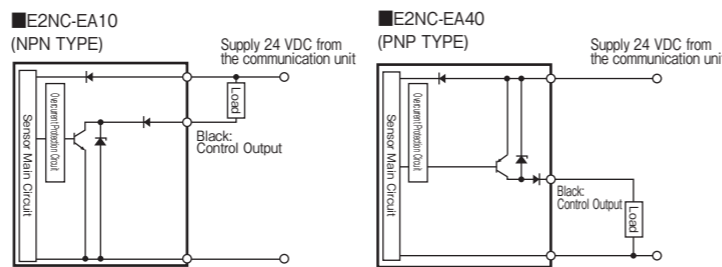 ■E2NC-EA10
(NPN TYPE)
Supply 24 VDC from
the communication unit
Sensor Main Circuit
Overcurrent Protection Circuit
Load
Black:
Control Output
■E2NC-EA40
(PNP TYPE)
Supply 24 VDC from
the communication unit
Sensor Main Circuit
Overcurrent Protection Circuit
Black:
Control Output
Load